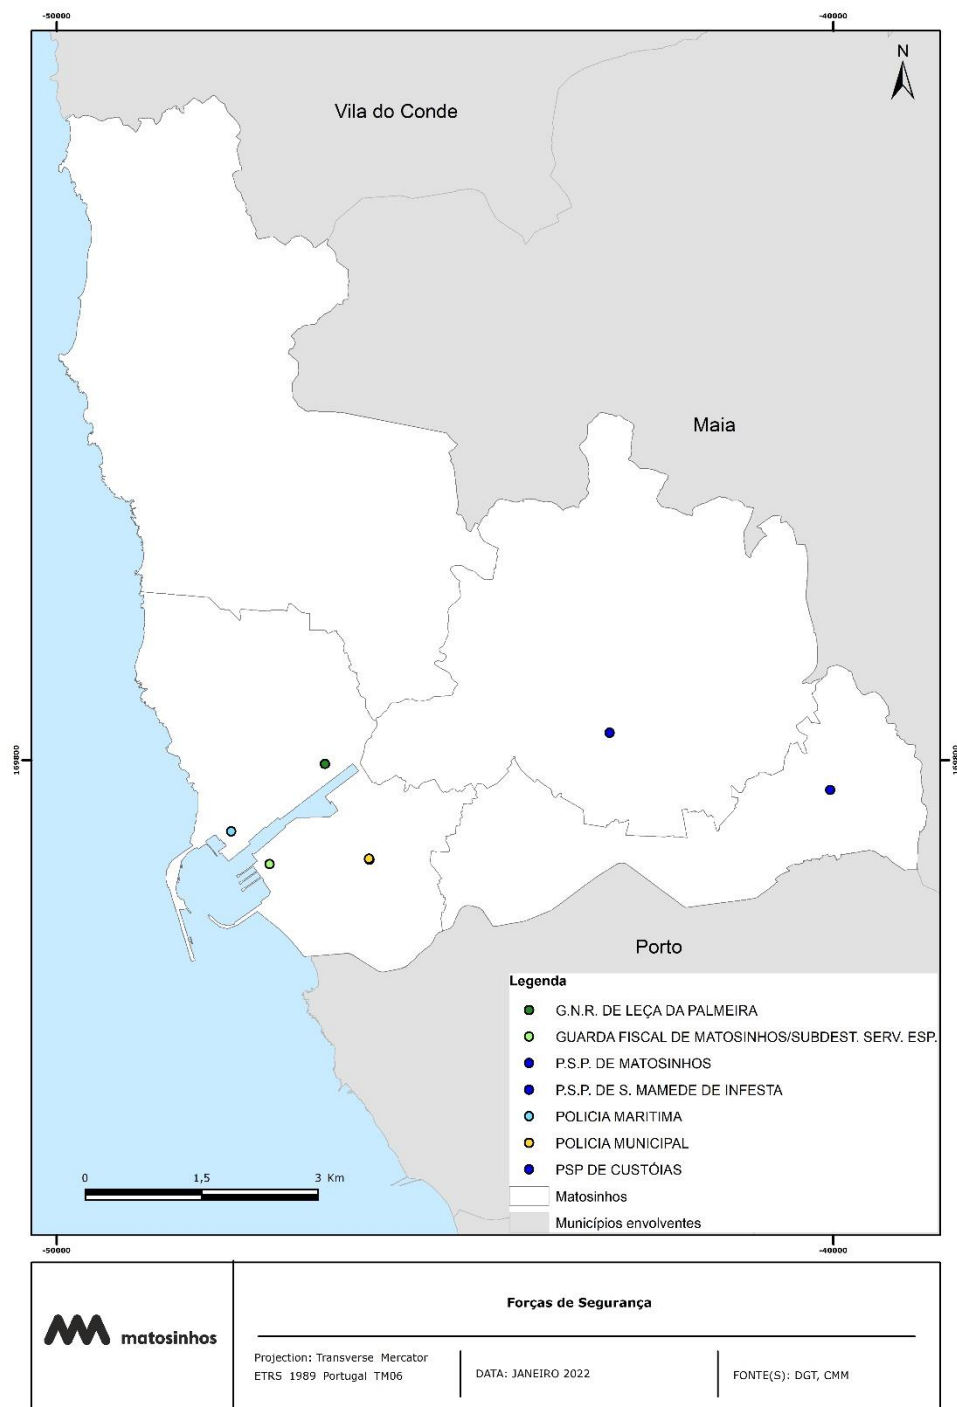 -50000
-40000
N
Vila do Conde
Maia
169800
169800
Porto
Legenda
G.N.R. DE LEÇA DA PALMEIRA
GUARDA FISCAL DE MATOSINHOS/SUBDEST. SERV. ESP.
P.S.P. DE MATOSINHOS
P.S.P. DE S. MAMEDE DE INFESTA
POLICIA MARITIMA
POLICIA MUNICIPAL
PSP DE CUSTÓIAS
Matosinhos
Municípios envolventes
0 1,5 3 Km
-50000
-40000
matosinhos
Forças de Segurança
Projection: Transverse Mercator
ETRS 1989 Portugal TM06
DATA: JANEIRO 2022
FONTE(S): DGT, CMM